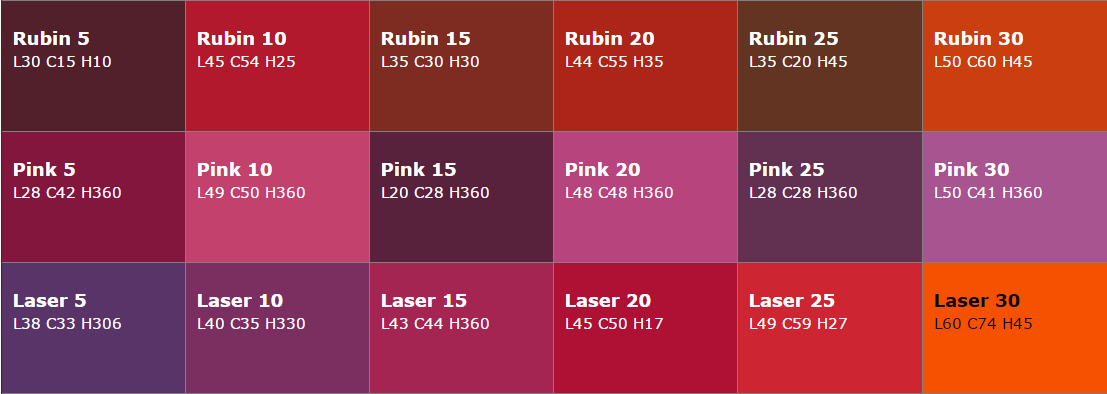 Rubin 5
L30 C15 H10
Rubin 10
L45 C54 H25
Rubin 15
L35 C30 H30
Rubin 20
L44 C55 H35
Rubin 25
L35 C20 H45
Rubin 30
L50 C60 H45
Pink 5
L28 C42 H360
Pink 10
L49 C50 H360
Pink 15
L20 C28 H360
Pink 20
L48 C48 H360
Pink 25
L28 C28 H360
Pink 30
L50 C41 H360
Laser 5
L38 C33 H306
Laser 10
L40 C35 H330
Laser 15
L43 C44 H360
Laser 20
L45 C50 H17
Laser 25
L49 C59 H27
Laser 30
L60 C74 H45